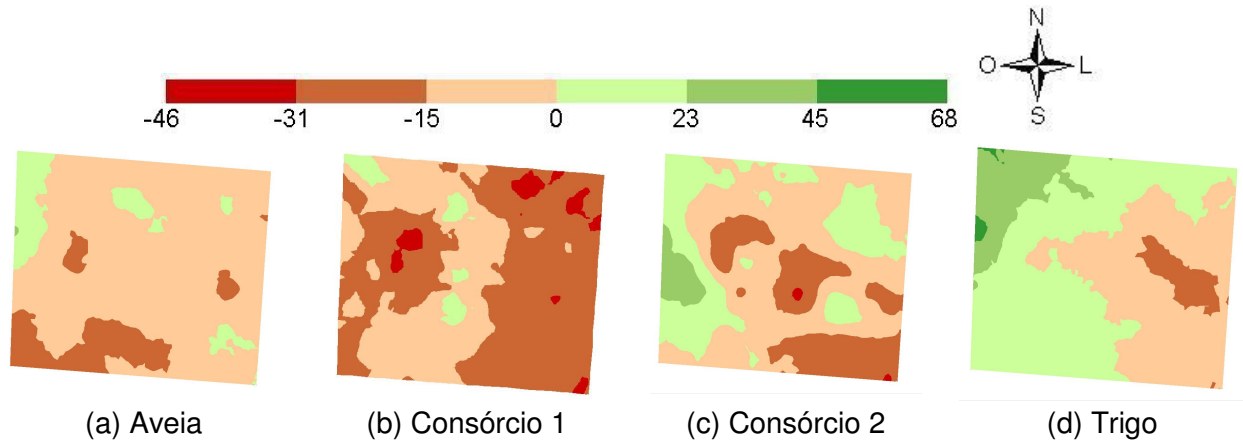 N
O L
S
-46 -31 -15 0 23 45 68
(a) Aveia (b) Consórcio 1 (c) Consórcio 2 (d) Trigo